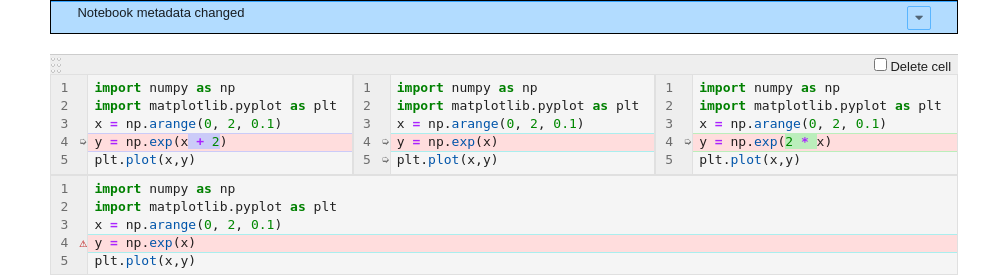 Notebook metadata changed
Delete cell
1 import numpy as np
2 import matplotlib.pyplot as plt
3 x = np.arange(0, 2, 0.1)
4 y = np.exp(x + 2)
5 plt.plot(x,y)
1 import numpy as np
2 import matplotlib.pyplot as plt
3 x = np.arange(0, 2, 0.1)
4 y = np.exp(x)
5 plt.plot(x,y)
1 import numpy as np
2 import matplotlib.pyplot as plt
3 x = np.arange(0, 2, 0.1)
4 y = np.exp(2 * x)
5 plt.plot(x,y)
1 import numpy as np
2 import matplotlib.pyplot as plt
3 x = np.arange(0, 2, 0.1)
4 y = np.exp(x)
5 plt.plot(x,y)